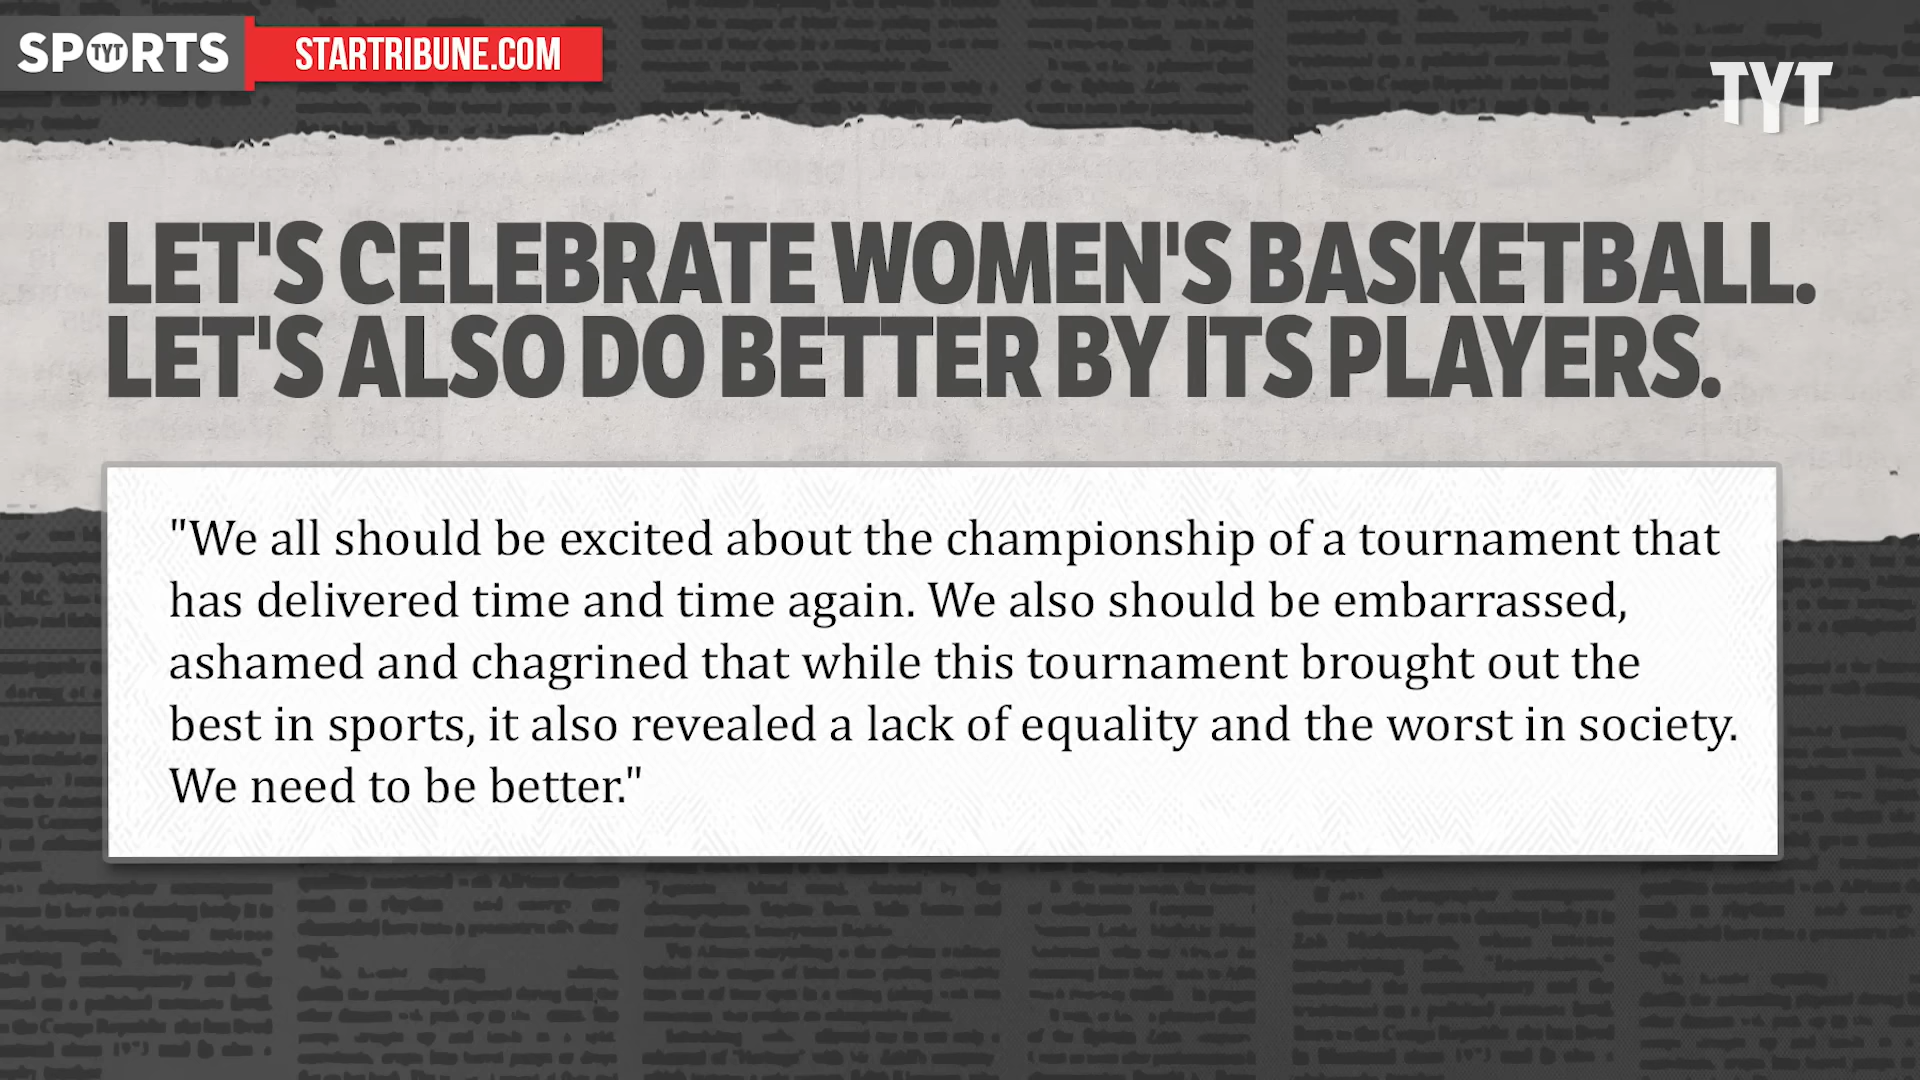 SPORTS
TYT
STARTRIBUNE.COM
TYT
LET'S CELEBRATE WOMEN'S BASKETBALL.
LET'S ALSO DO BETTER BY ITS PLAYERS.
"We all should be excited about the championship of a tournament that
has delivered time and time again. We also should be embarrassed,
ashamed and chagrined that while this tournament brought out the
best in sports, it also revealed a lack of equality and the worst in society.
We need to be better."